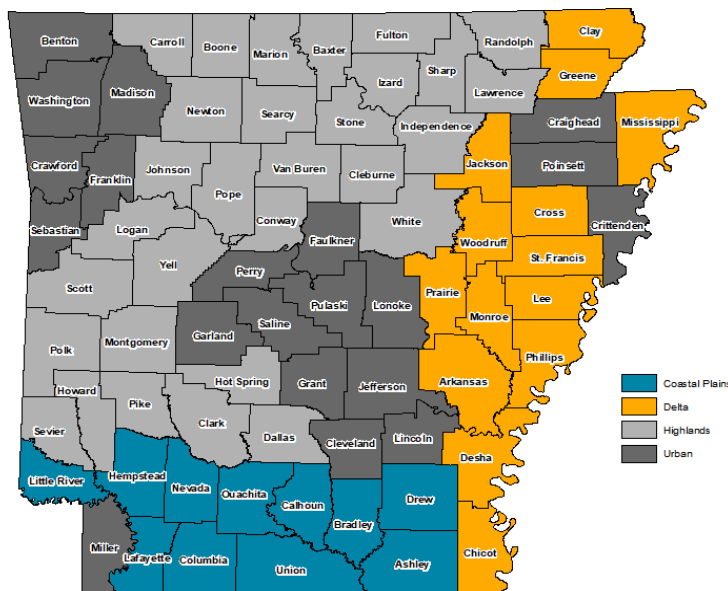 Benton
Carroll
Boone
Marion
Baxter
Fulton
Randolph
Clay
Greene
Sharp
Izard
Lawrence
Washington
Madison
Newton
Searcy
Stone
Independence
Craighead
Mississippi
Crawford
Franklin
Johnson
Van Buren
Cleburne
Jackson
Poinsett
Pope
Sebastian
Logan
Conway
White
Cross
Crittenden
Faulkner
Woodruff
Yell
St. Francis
Perry
Scott
Pulaski
Lonoke
Prairie
Lee
Saline
Monroe
Garland
Polk
Montgomery
Phillips
Hot Spring
Grant
Jefferson
Arkansas
Howard
Pike
Clark
Sevier
Dallas
Cleveland
Lincoln
Desha
Little River
Hempstead
Nevada
Ouachita
Calhoun
Drew
Bradley
Miller
Lafayette
Columbia
Union
Ashley
Chicot
Coastal Plains
Delta
Highlands
Urban